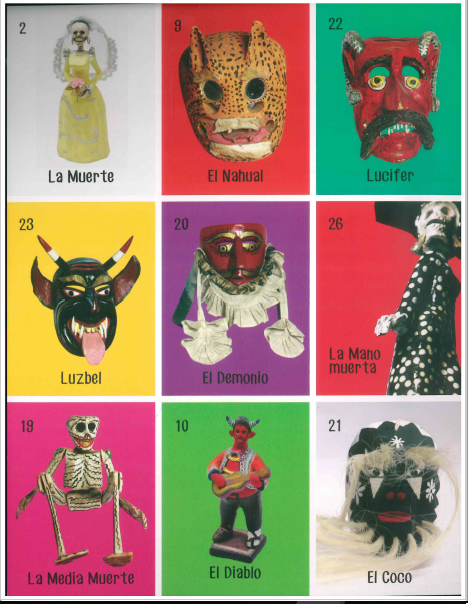 2
La Muerte
9
El Nahual
22
Lucifer
23
Luzbel
20
El Demonio
26
La Mano
muerta
19
La Media Muerte
10
El Diablo
21
El Coco